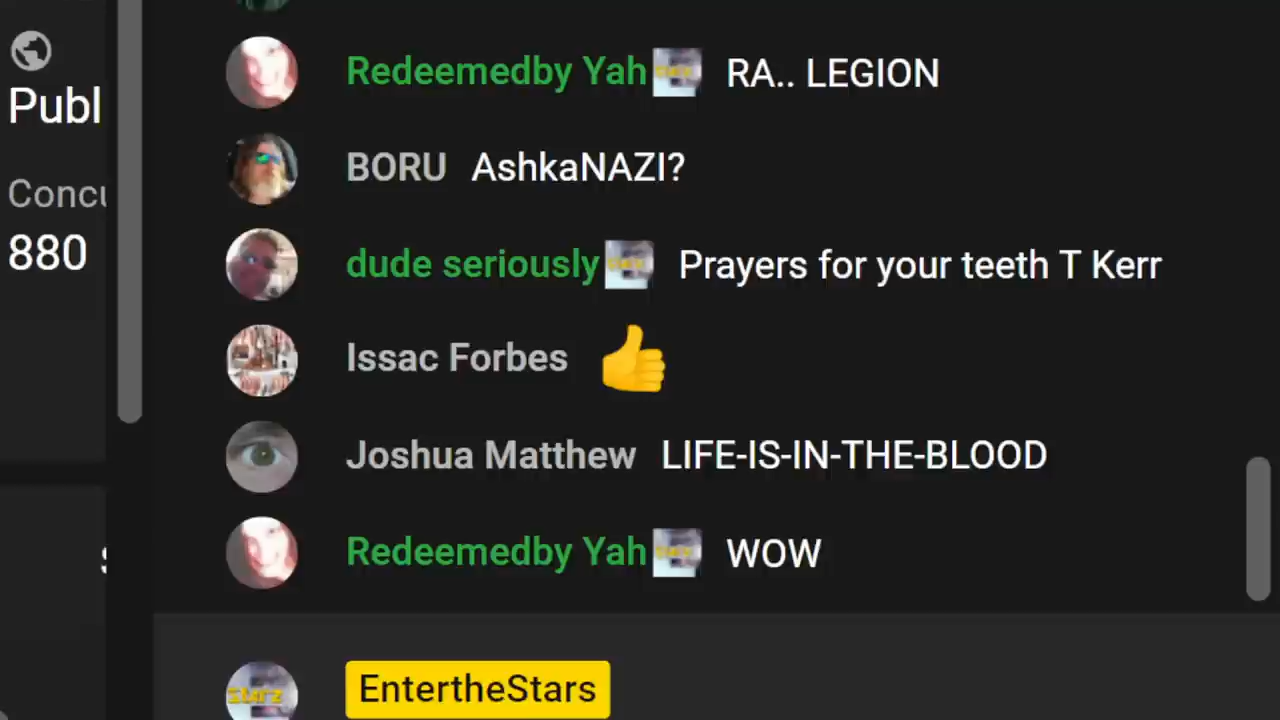 Redeemedby Yah RA.. LEGION
Publ
BORU AshkaNAZI?
Concu
880
dude seriously Prayers for your teeth T Kerr
Issac Forbes 👍
Joshua Matthew LIFE-IS-IN-THE-BLOOD
Redeemedby Yah WOW
starz EntertheStars